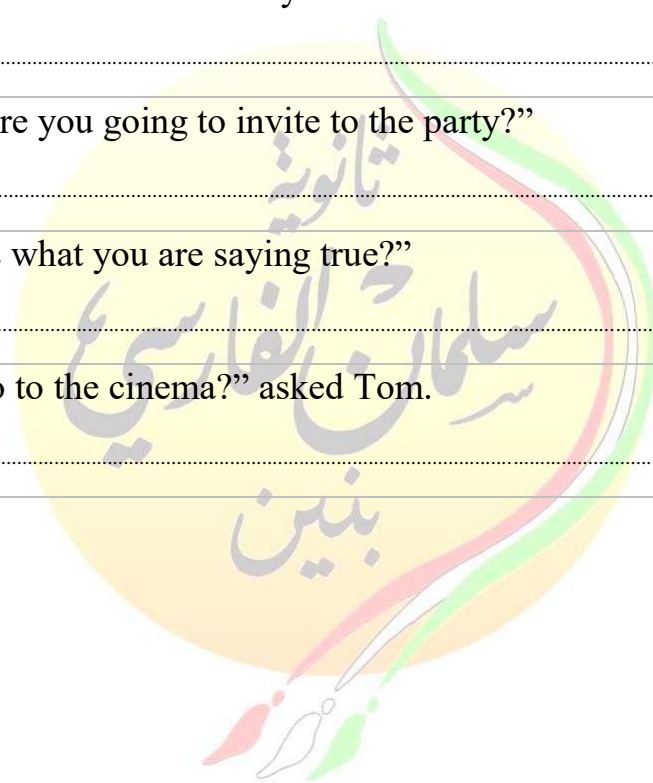 re you going to invite to the party?”
what you are saying true?”
to the cinema?” asked Tom.
ثانوية
سلمان الفارسي
بنين